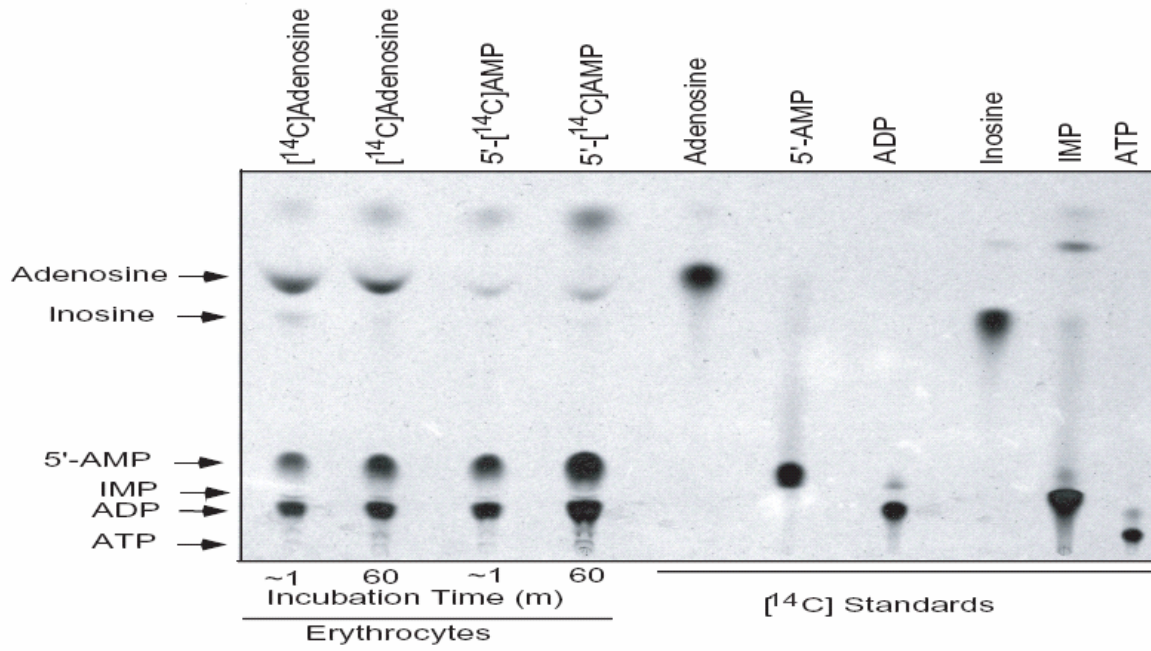 [¹⁴C]Adenosine
[¹⁴C]Adenosine
5'-[¹⁴C]AMP
5'-[¹⁴C]AMP
Adenosine
5'-AMP
ADP
Inosine
IMP
ATP
Adenosine
Inosine
5'-AMP
IMP
ADP
ATP
~1 60 ~1 60
Incubation Time (m)
Erythrocytes
[¹⁴C] Standards